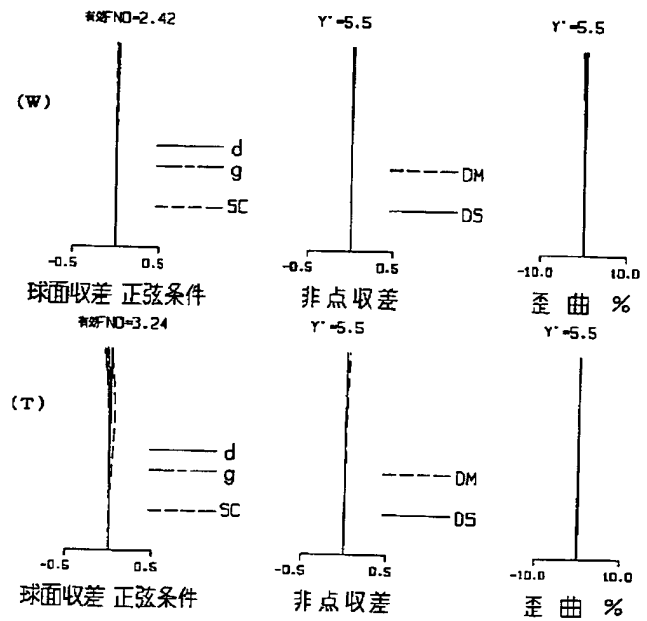 有効FNO=2.42
Y'=5.5
Y'=5.5
(W)
d
g
SC
DM
DS
-0.5 0.5
-0.5 0.5
-10.0 10.0
球面収差 正弦条件
非点収差
歪曲 %
有効FNO=3.24
Y'=5.5
Y'=5.5
(T)
d
g
SC
DM
DS
-0.5 0.5
-0.5 0.5
-10.0 10.0
球面収差 正弦条件
非点収差
歪曲 %